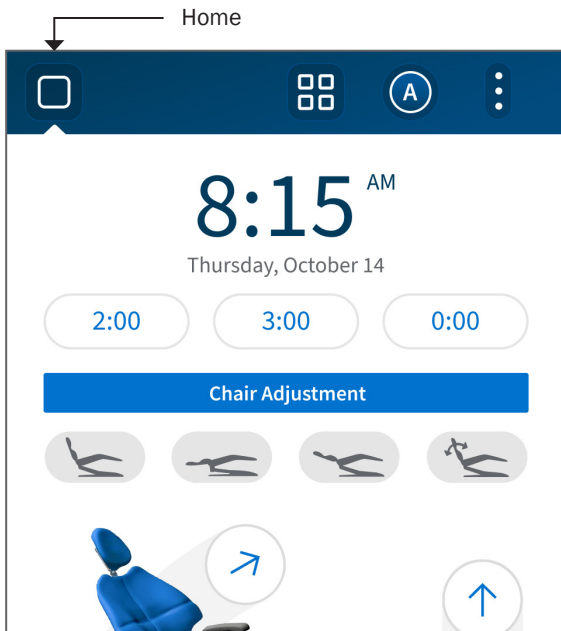 Home
A
8:15 AM
Thursday, October 14
2:00 3:00 0:00
Chair Adjustment